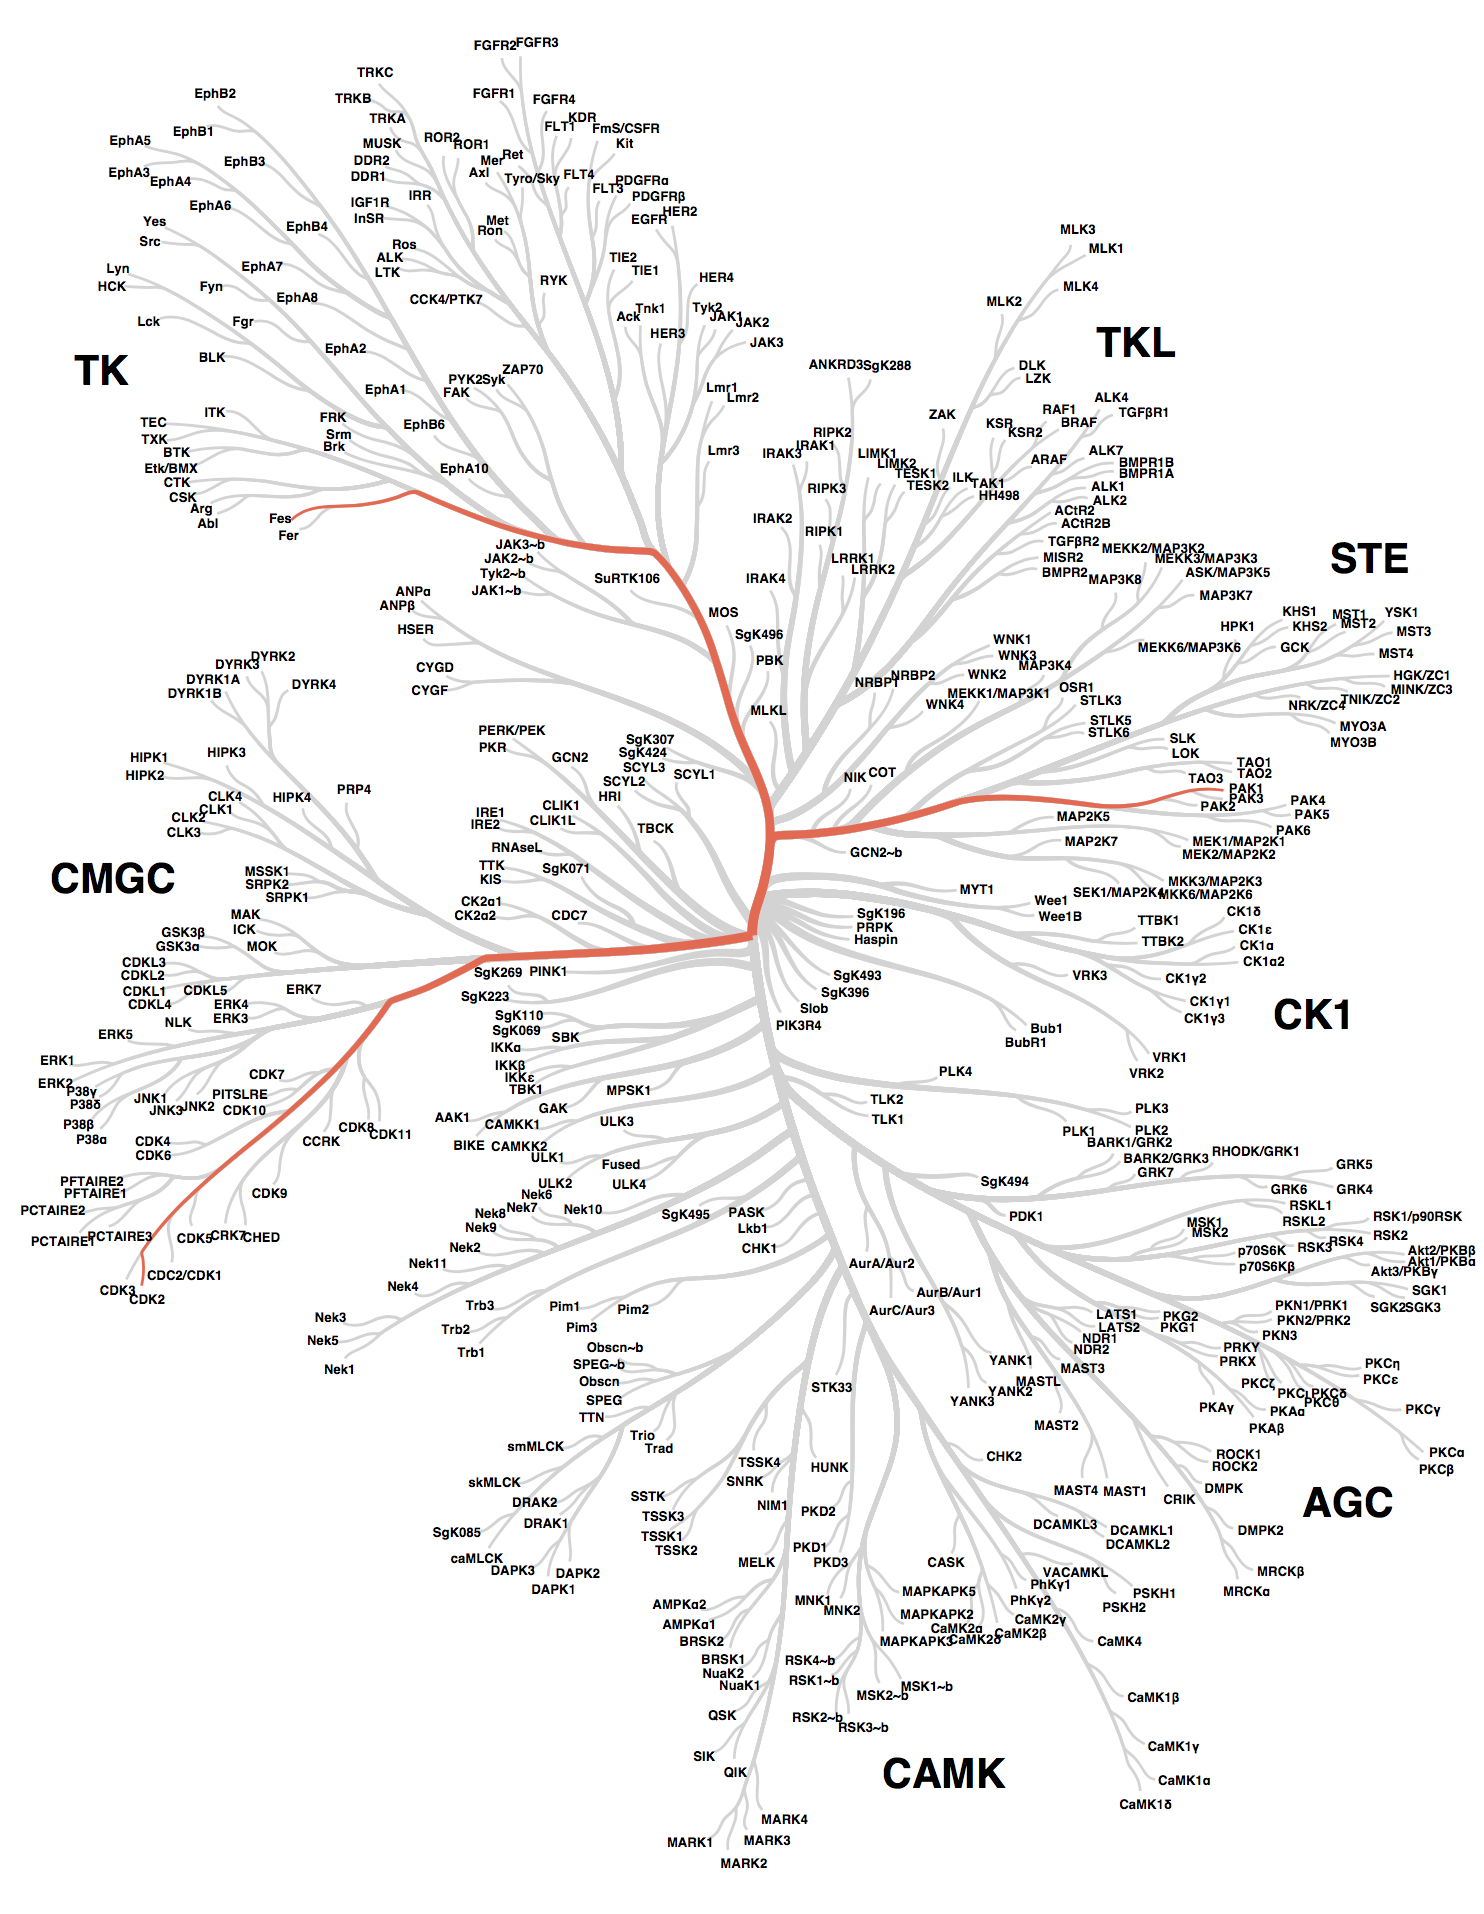 FGFR2
FGFR3
TRKC
TRKB
FGFR1
FGFR4
EphB2
TRKA
KDR
FLT1
FmS/CSFR
Kit
EphB1
EphA5
MUSK
ROR2
ROR1
Ret
Mer
DDR2
Axl
EphB3
EphA3
EphA4
DDR1
Tyro/Sky
FLT4
FLT3
PDGFRα
PDGFRβ
IRR
IGF1R
InSR
EphA6
HER2
EGFR
Yes
Src
EphB4
Met
Ron
Ros
ALK
LTK
TIE2
TIE1
Lyn
HCK
EphA7
Fyn
RYK
HER4
EphA8
CCK4/PTK7
Tnk1
Ack
Tyk2
JAK1
JAK2
JAK3
HER3
Lck
Fgr
EphA2
BLK
TK
ZAP70
PYK2
Syk
FAK
EphA1
Lmr1
Lmr2
Lmr3
ITK
FRK
Srm
Brk
EphB6
TEC
TXK
BTK
Etk/BMX
CTK
CSK
Arg
Abl
EphA10
Fes
Fer
JAK3~b
JAK2~b
Tyk2~b
JAK1~b
SuRTK106
MLK3
MLK1
MLK4
MLK2
TKL
ANKRD3
SgK288
DLK
LZK
ZAK
KSR
KSR2
RAF1
BRAF
ALK4
TGFβR1
RIPK2
IRAK1
IRAK3
LIMK1
LIMK2
TESK1
TESK2
ILK
TAK1
HH498
ARAF
ALK7
BMPR1B
BMPR1A
ALK1
ALK2
ACtR2
ACtR2B
RIPK3
IRAK2
RIPK1
LRRK1
LRRK2
TGFβR2
MISR2
BMPR2
IRAK4
STE
MEKK2/MAP3K2
MEKK3/MAP3K3
ASK/MAP3K5
MAP3K8
MAP3K7
ANPα
ANPβ
HSER
MOS
SgK496
PBK
KHS1
KHS2
MST1
MST2
YSK1
MST3
HPK1
GCK
MST4
WNK1
WNK3
MAP3K4
MEKK6/MAP3K6
CYGD
CYGF
NRBP1
NRBP2
WNK2
MEKK1/MAP3K1
WNK4
OSR1
STLK3
HGK/ZC1
MINK/ZC3
TNIK/ZC2
NRK/ZC4
MLKL
STLK5
STLK6
MYO3A
MYO3B
SLK
LOK
TAO1
TAO2
TAO3
PAK1
PAK3
PAK2
PAK4
PAK5
PAK6
NIK
COT
MAP2K5
MAP2K7
GCN2~b
MEK1/MAP2K1
MEK2/MAP2K2
DYRK2
DYRK3
DYRK1A
DYRK1B
DYRK4
PERK/PEK
PKR
GCN2
SgK307
SgK424
SCYL3
SCYL2
SCYL1
HRI
HIPK1
HIPK3
HIPK2
HIPK4
PRP4
CLK4
CLK1
CLK2
CLK3
CLIK1
CLIK1L
IRE1
IRE2
TBCK
RNAseL
TTK
KIS
SgK071
CK2α1
CK2α2
CDC7
CMGC
MSSK1
SRPK2
SRPK1
MAK
ICK
MOK
GSK3β
GSK3α
CDKL3
CDKL2
CDKL1
CDKL4
CDKL5
ERK7
ERK4
ERK3
NLK
ERK5
ERK1
ERK2
P38γ
P38δ
P38β
P38α
JNK1
JNK3
JNK2
CDK7
PITSLRE
CDK10
CDK4
CDK6
CCRK
CDK8
CDK11
PFTAIRE2
PFTAIRE1
PCTAIRE2
PCTAIRE1
PCTAIRE3
CDK9
CDK5
CRK7
CHED
CDC2/CDK1
CDK3
CDK2
MYT1
Wee1
Wee1B
SEK1/MAP2K4
MKK3/MAP2K3
MKK6/MAP2K6
SgK196
PRPK
Haspin
TTBK1
TTBK2
CK1δ
CK1ε
CK1α
CK1α2
SgK493
SgK396
Slob
PIK3R4
VRK3
CK1γ2
CK1γ1
CK1γ3
CK1
Bub1
BubR1
VRK1
VRK2
SgK269
PINK1
SgK223
SgK110
SgK069
SBK
IKKα
IKKβ
IKKε
TBK1
MPSK1
GAK
AAK1
CAMKK1
BIKE
CAMKK2
ULK3
ULK1
Fused
ULK2
ULK4
Nek6
Nek7
Nek8
Nek9
Nek10
SgK495
PASK
Lkb1
CHK1
Nek2
Nek11
Nek4
Nek3
Nek5
Nek1
Trb3
Trb2
Trb1
Pim1
Pim2
Pim3
Obscn~b
SPEG~b
Obscn
SPEG
TTN
smMLCK
Trio
Trad
skMLCK
DRAK2
DRAK1
SgK085
caMLCK
DAPK3
DAPK2
DAPK1
PLK4
TLK2
TLK1
PLK3
PLK1
PLK2
BARK1/GRK2
BARK2/GRK3
RHODK/GRK1
GRK7
GRK5
SgK494
GRK6
GRK4
PDK1
RSKL1
RSKL2
RSK1/p90RSK
MSK1
MSK2
RSK2
RSK4
RSK3
p70S6K
p70S6Kβ
Akt2/PKBβ
Akt1/PKBα
Akt3/PKBγ
SGK1
SGK2
SGK3
AurA/Aur2
AurB/Aur1
AurC/Aur3
LATS1
LATS2
NDR1
NDR2
PKG2
PKG1
PKN1/PRK1
PKN2/PRK2
PKN3
PRKY
PRKX
YANK1
YANK2
YANK3
MASTL
MAST3
MAST2
PKCζ
PKCι
PKCδ
PKCθ
PKCη
PKCε
PKCγ
PKAγ
PKAα
PKAβ
PKCα
PKCβ
ROCK1
ROCK2
DMPK
CRIK
MAST4
MAST1
AGC
DMPK2
MRCKβ
MRCKα
STK33
CHK2
TSSK4
SNRK
HUNK
SSTK
NIM1
TSSK3
TSSK1
TSSK2
PKD2
PKD1
PKD3
MELK
DCAMKL3
DCAMKL1
DCAMKL2
CASK
VACAMKL
PhKγ1
PhKγ2
PSKH1
PSKH2
MNK1
MNK2
MAPKAPK5
MAPKAPK2
MAPKAPK3
CaMK2α
CaMK2δ
CaMK2β
CaMK2γ
CaMK4
AMPKα2
AMPKα1
BRSK2
BRSK1
NuaK2
NuaK1
RSK4~b
RSK1~b
MSK2~b
MSK1~b
RSK2~b
RSK3~b
QSK
SIK
QIK
CaMK1β
CaMK1γ
CaMK1α
CaMK1δ
CAMK
MARK4
MARK1
MARK3
MARK2